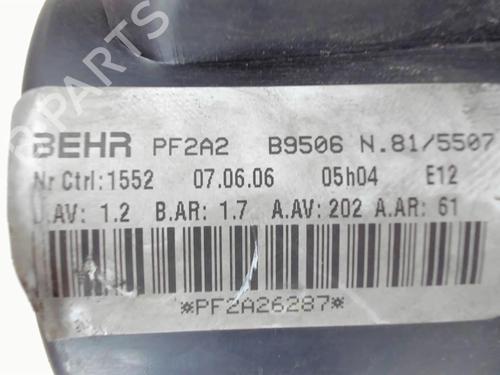 BEHR PF2A2 B9506 N.81/5507
Nr Ctrl:1552 07.06.06 05h04 E12
B.AV: 1.2 B.AR: 1.7 A.AV: 202 A.AR: 61
*PF2A26287*
PARTS